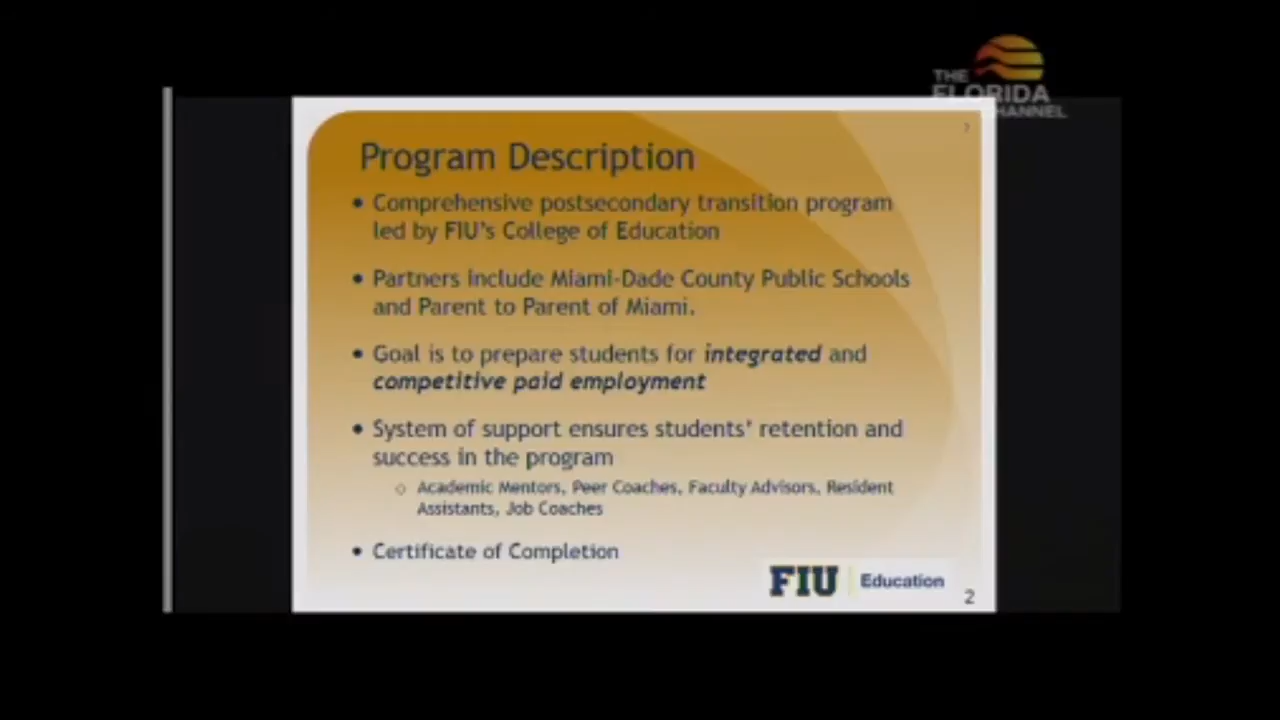 THE
FLORIDA
CHANNEL
Program Description
• Comprehensive postsecondary transition program
led by FIU's College of Education
• Partners include Miami-Dade County Public Schools
and Parent to Parent of Miami.
• Goal is to prepare students for integrated and
competitive paid employment
• System of support ensures students' retention and
success in the program
○ Academic Mentors, Peer Coaches, Faculty Advisors, Resident
Assistants, Job Coaches
• Certificate of Completion
FIU Education
2